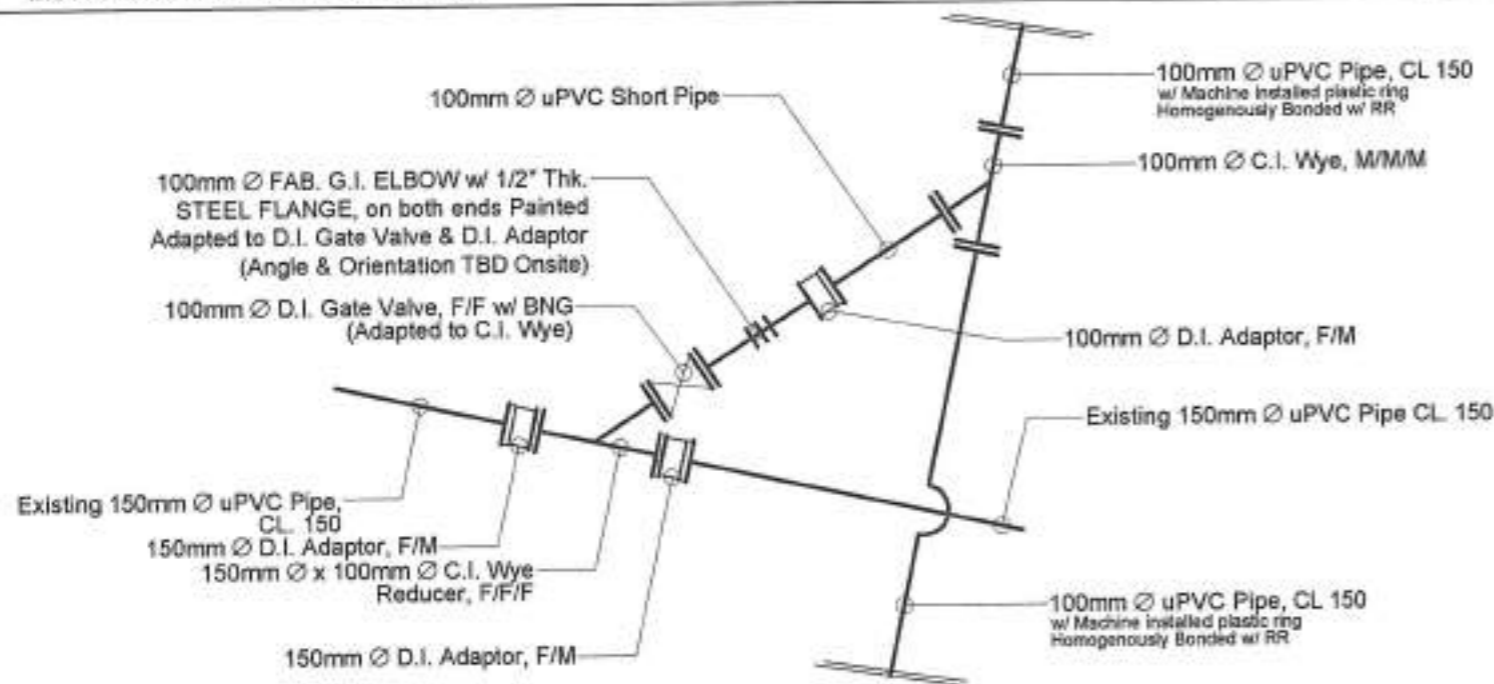 100mm Ø uPVC Pipe, CL 150
w/ Machine installed plastic ring
Homogenously Bonded w/ RR
100mm Ø uPVC Short Pipe
100mm Ø C.I. Wye, M/M/M
100mm Ø FAB. G.I. ELBOW w/ 1/2" Thk.
STEEL FLANGE, on both ends Painted
Adapted to D.I. Gate Valve & D.I. Adaptor
(Angle & Orientation TBD Onsite)
100mm Ø D.I. Gate Valve, F/F w/ BNG
(Adapted to C.I. Wye)
100mm Ø D.I. Adaptor, F/M
Existing 150mm Ø uPVC Pipe CL. 150
Existing 150mm Ø uPVC Pipe,
CL. 150
150mm Ø D.I. Adaptor, F/M
150mm Ø x 100mm Ø C.I. Wye
Reducer, F/F/F
150mm Ø D.I. Adaptor, F/M
100mm Ø uPVC Pipe, CL 150
w/ Machine installed plastic ring
Homogenously Bonded w/ RR